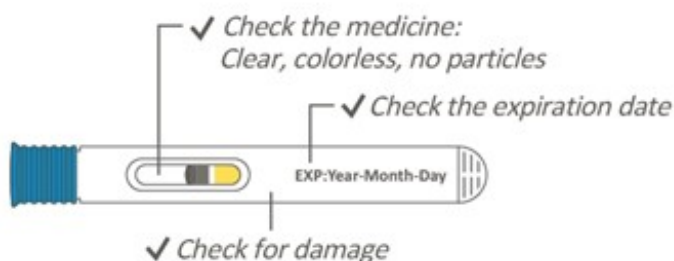 ✓ Check the medicine:
Clear, colorless, no particles
✓ Check the expiration date
EXP:Year-Month-Day
✓ Check for damage